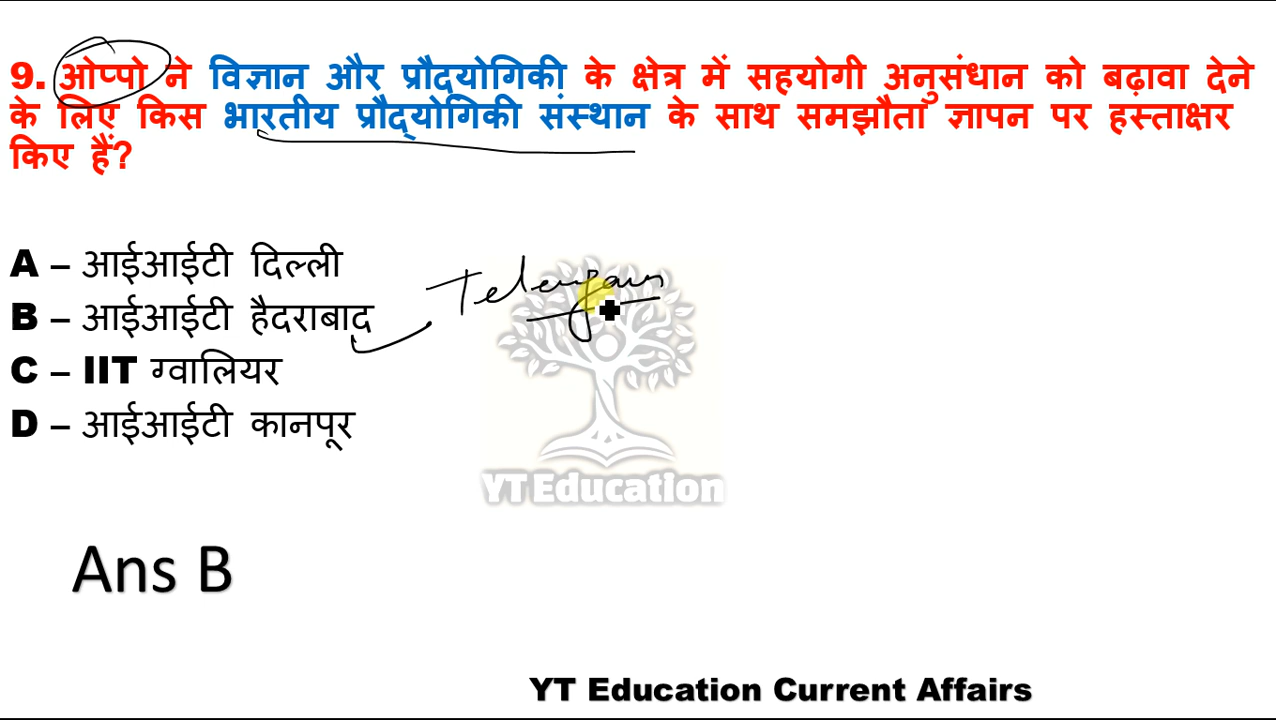 9. ओप्पो ने विज्ञान और प्रौद्योगिकी के क्षेत्र में सहयोगी अनुसंधान को बढ़ावा देने
के लिए किस भारतीय प्रौद्योगिकी संस्थान के साथ समझौता ज्ञापन पर हस्ताक्षर
किए हैं?
A – आईआईटी दिल्ली
B – आईआईटी हैदराबाद
C – IIT ग्वालियर
D – आईआईटी कानपूर
YT Education
Ans B
YT Education Current Affairs